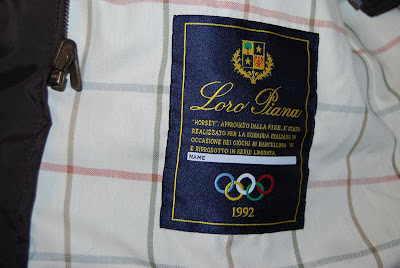 Loro Piana
"HORSEY": APPROVATO DALLA F.I.S.E., E' STATO
REALIZZATO PER LA SQUADRA ITALIANA IN
OCCASIONE DEI GIOCHI DI BARCELLONA '92
E RIPRODOTTO IN SERIE LIMITATA.
NAME
1992